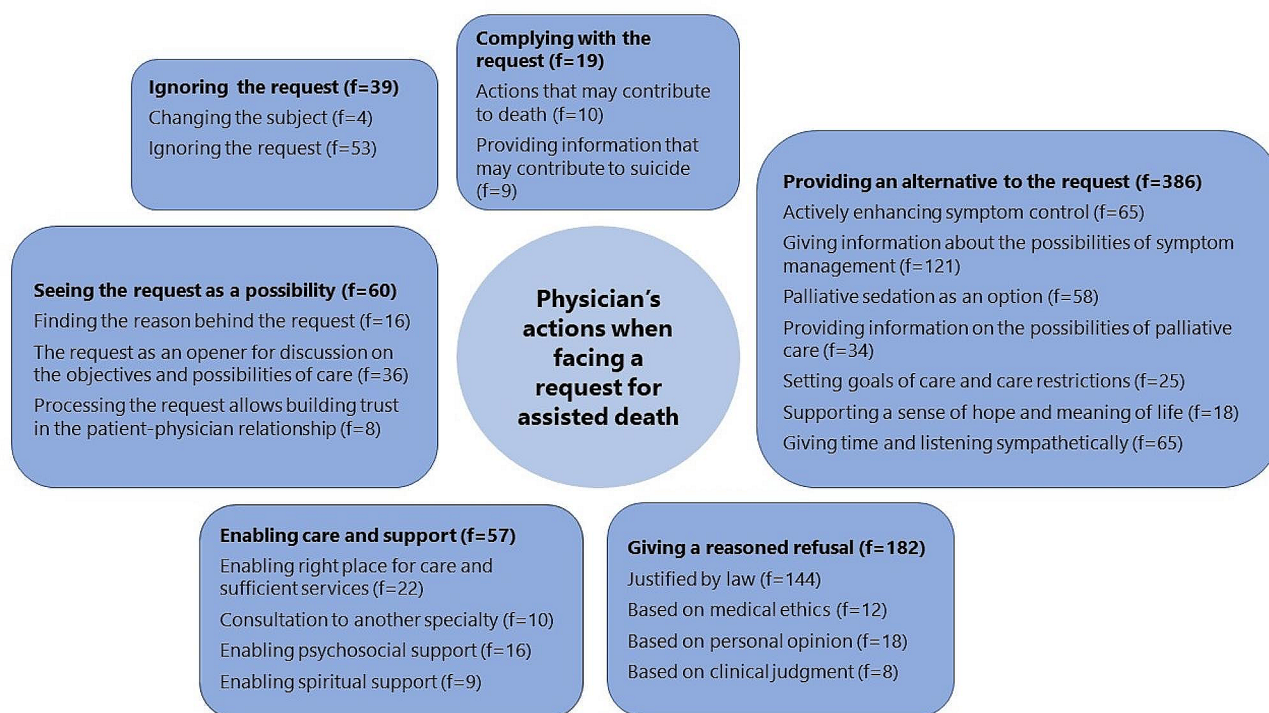 Complying with the
request (f=19)
Actions that may contribute
to death (f=10)
Providing information that
may contribute to suicide
(f=9)
Ignoring the request (f=39)
Changing the subject (f=4)
Ignoring the request (f=53)
Providing an alternative to the request (f=386)
Actively enhancing symptom control (f=65)
Giving information about the possibilities of symptom
management (f=121)
Palliative sedation as an option (f=58)
Providing information on the possibilities of palliative
care (f=34)
Setting goals of care and care restrictions (f=25)
Supporting a sense of hope and meaning of life (f=18)
Giving time and listening sympathetically (f=65)
Seeing the request as a possibility (f=60)
Finding the reason behind the request (f=16)
The request as an opener for discussion on
the objectives and possibilities of care (f=36)
Processing the request allows building trust
in the patient-physician relationship (f=8)
Physician's
actions when
facing a
request for
assisted death
Enabling care and support (f=57)
Enabling right place for care and
sufficient services (f=22)
Consultation to another specialty (f=10)
Enabling psychosocial support (f=16)
Enabling spiritual support (f=9)
Giving a reasoned refusal (f=182)
Justified by law (f=144)
Based on medical ethics (f=12)
Based on personal opinion (f=18)
Based on clinical judgment (f=8)